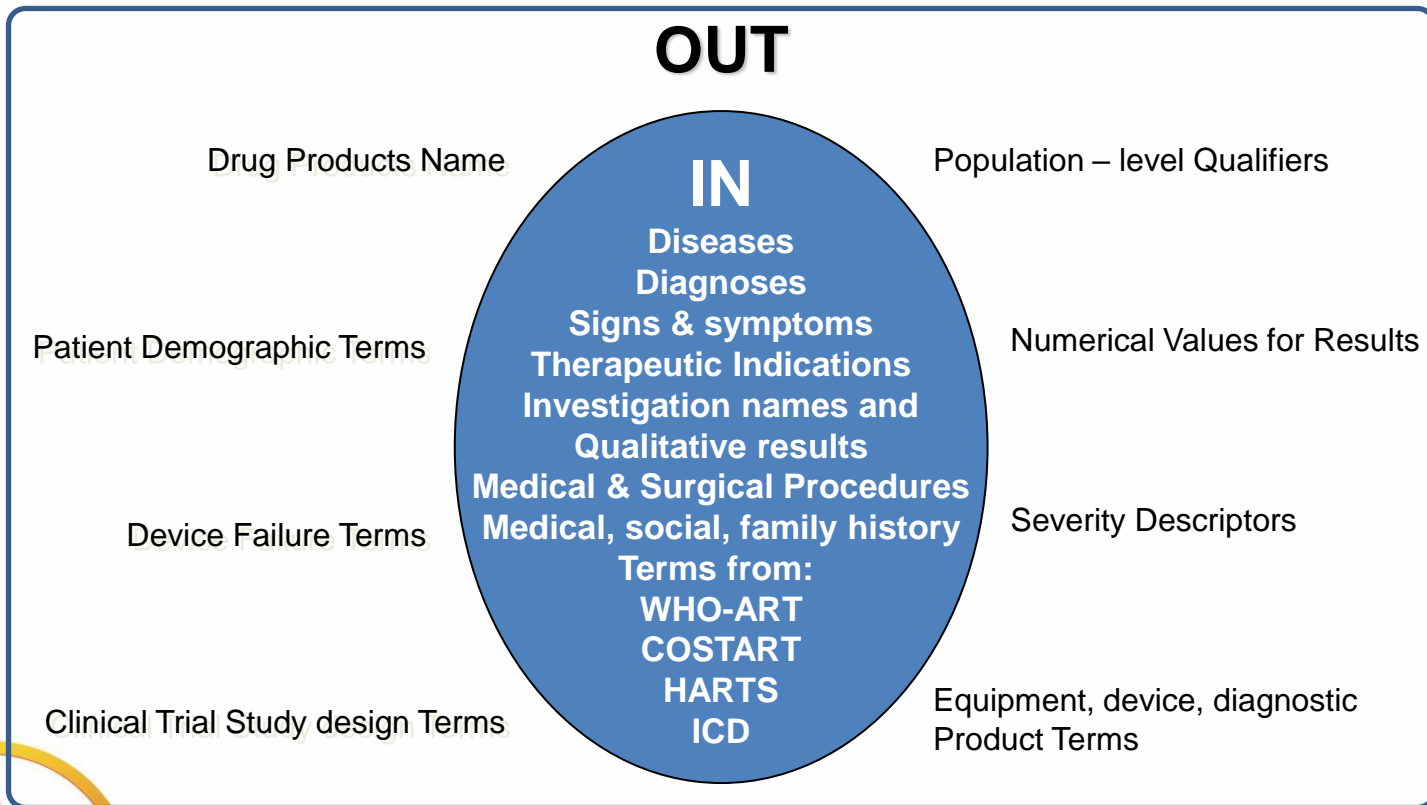 OUT
Drug Products Name
Patient Demographic Terms
Device Failure Terms
Clinical Trial Study design Terms
IN
Diseases
Diagnoses
Signs & symptoms
Therapeutic Indications
Investigation names and
Qualitative results
Medical & Surgical Procedures
Medical, social, family history
Terms from:
WHO-ART
COSTART
HARTS
ICD
Population – level Qualifiers
Numerical Values for Results
Severity Descriptors
Equipment, device, diagnostic
Product Terms